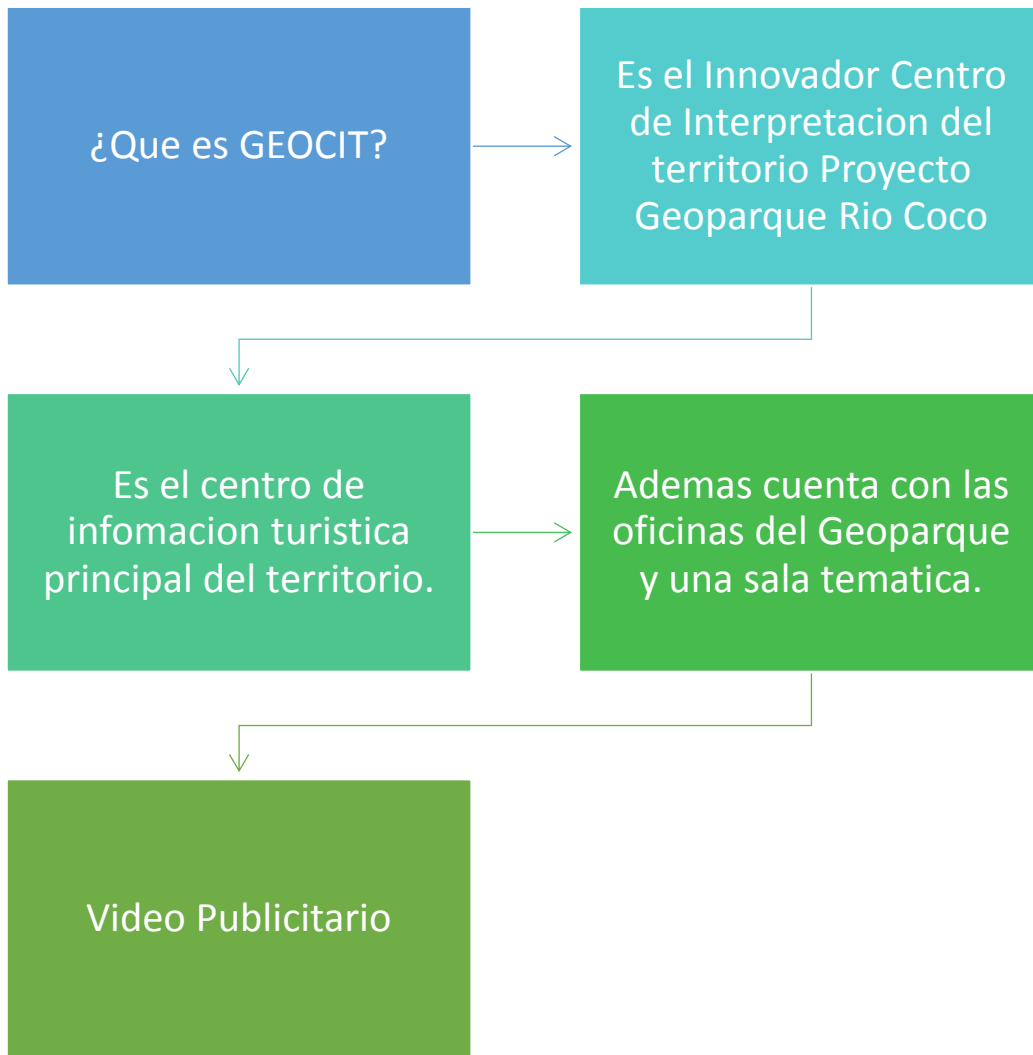 ¿Que es GEOCIT?
Es el Innovador Centro
de Interpretacion del
territorio Proyecto
Geoparque Rio Coco
Es el centro de
infomacion turistica
principal del territorio.
Ademas cuenta con las
oficinas del Geoparque
y una sala tematica.
Video Publicitario